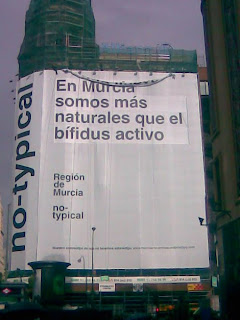 no-typical
En Murcia
somos más
naturales que el
bífidus activo
Región
de
Murcia
no-
typical